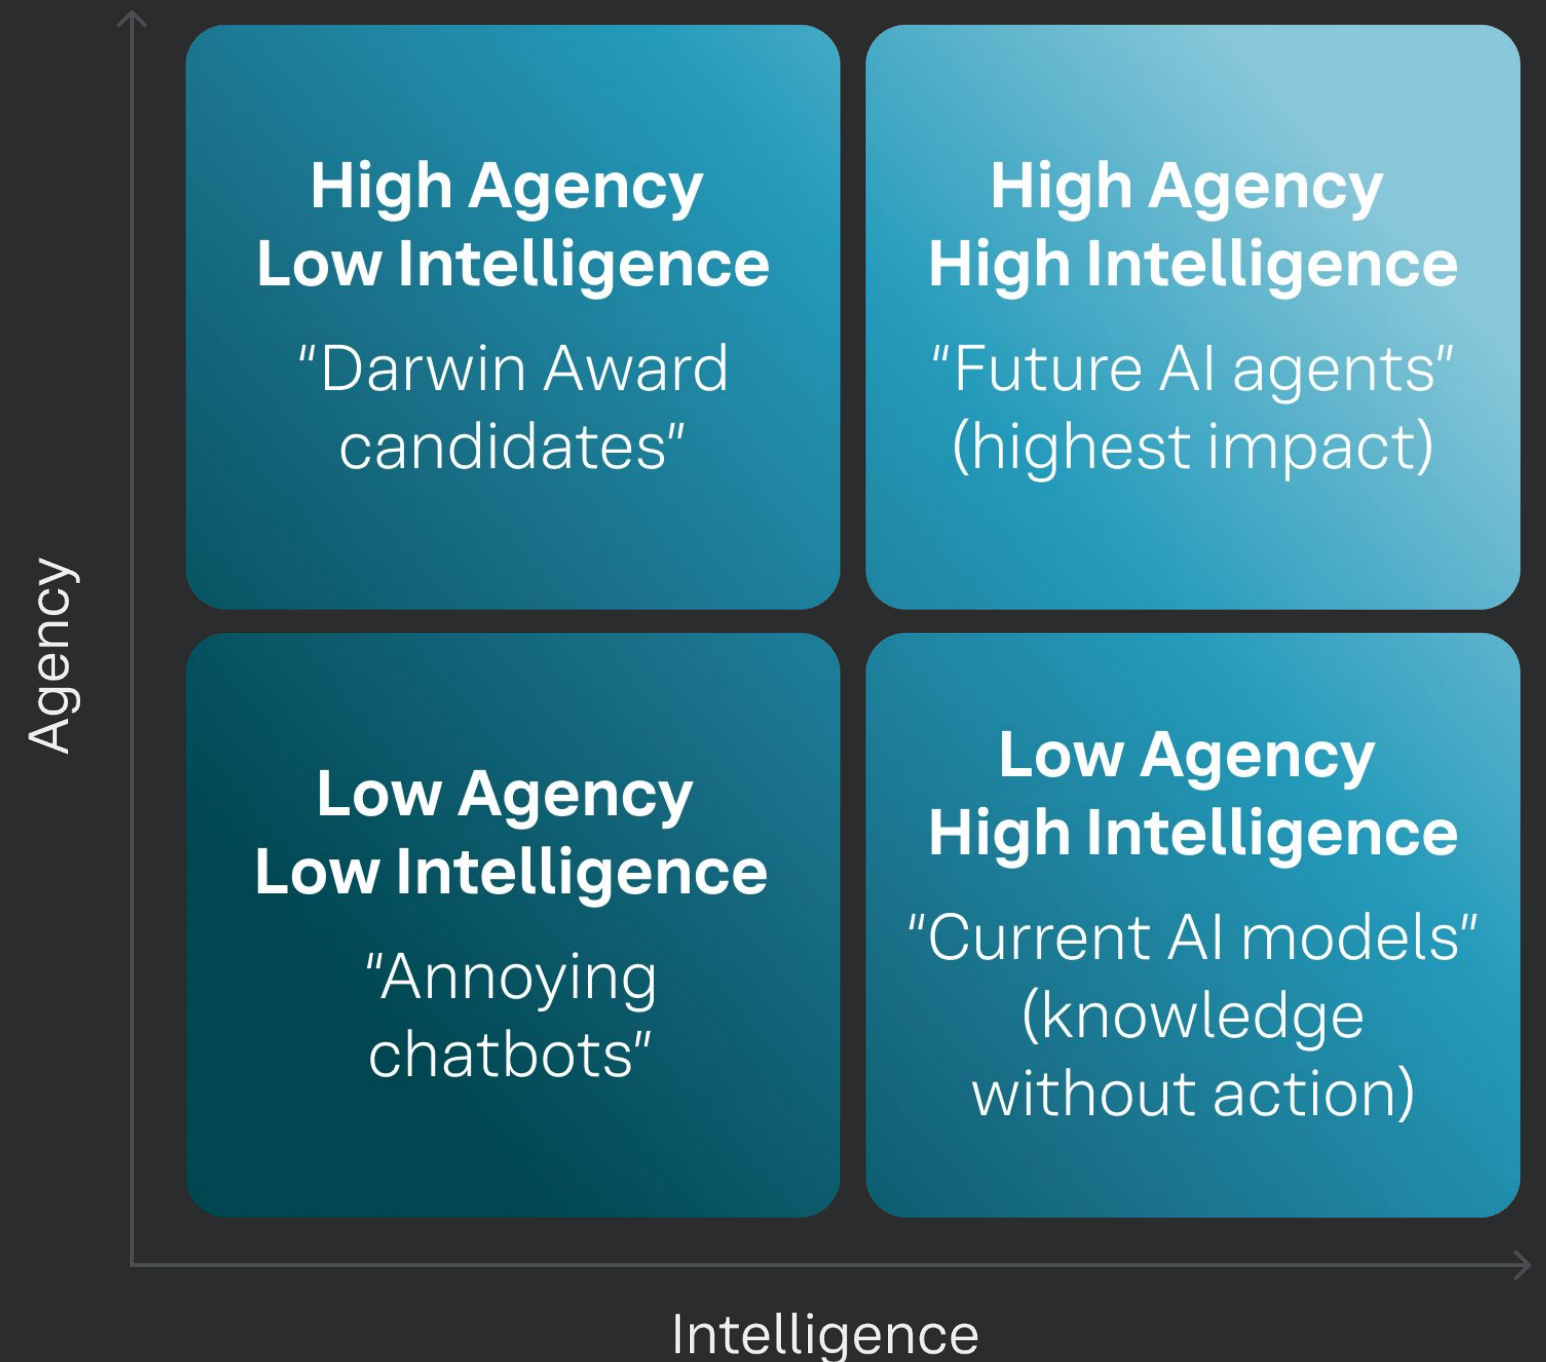 High Agency
Low Intelligence
"Darwin Award
candidates"
High Agency
High Intelligence
"Future AI agents"
(highest impact)
Agency
Low Agency
Low Intelligence
"Annoying
chatbots"
Low Agency
High Intelligence
"Current AI models"
(knowledge
without action)
Intelligence